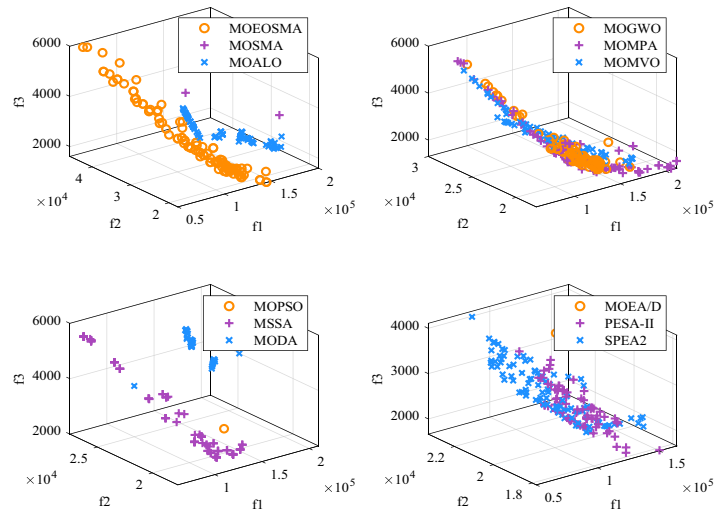 MOEOSMA
MOSMA
MOALO
6000
4000
2000
f3
4
3
2
×10^4
f2
0.5
1
1.5
2
×10^5
f1
MOGWO
MOMPA
MOMVO
6000
4000
2000
f3
3
2.5
2
×10^4
f2
0.5
1
1.5
2
×10^5
f1
MOPSO
MSSA
MODA
6000
4000
2000
f3
2.5
2
×10^4
f2
1
1.5
2
×10^5
f1
MOEA/D
PESA-II
SPEA2
4000
3000
2000
f3
2.2
2
1.8
×10^4
f2
0.5
1
1.5
×10^5
f1